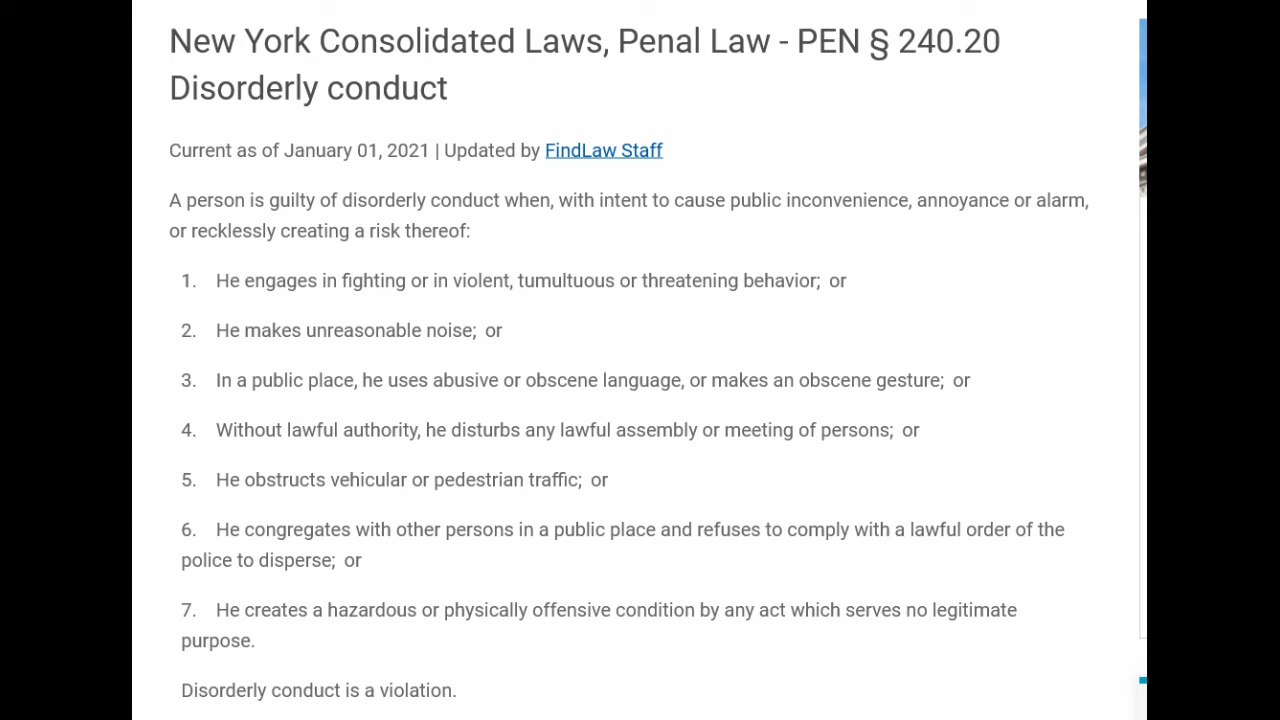 New York Consolidated Laws, Penal Law - PEN § 240.20
Disorderly conduct
Current as of January 01, 2021 | Updated by FindLaw Staff
A person is guilty of disorderly conduct when, with intent to cause public inconvenience, annoyance or alarm,
or recklessly creating a risk thereof:
1. He engages in fighting or in violent, tumultuous or threatening behavior; or
2. He makes unreasonable noise; or
3. In a public place, he uses abusive or obscene language, or makes an obscene gesture; or
4. Without lawful authority, he disturbs any lawful assembly or meeting of persons; or
5. He obstructs vehicular or pedestrian traffic; or
6. He congregates with other persons in a public place and refuses to comply with a lawful order of the
police to disperse; or
7. He creates a hazardous or physically offensive condition by any act which serves no legitimate
purpose.
Disorderly conduct is a violation.